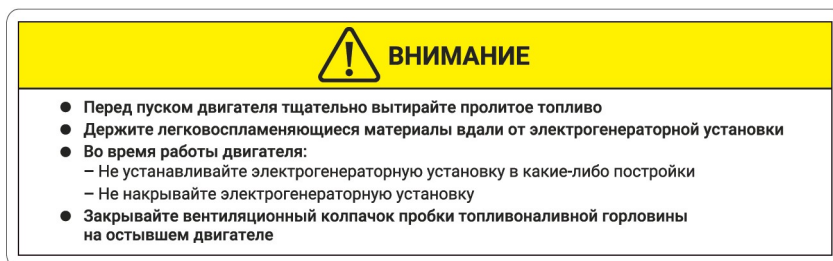 ВНИМАНИЕ
● Перед пуском двигателя тщательно вытирайте пролитое топливо
● Держите легковоспламеняющиеся материалы вдали от электрогенераторной установки
● Во время работы двигателя:
– Не устанавливайте электрогенераторную установку в какие-либо постройки
– Не накрывайте электрогенераторную установку
● Закрывайте вентиляционный колпачок пробки топливоналивной горловины
на остывшем двигателе